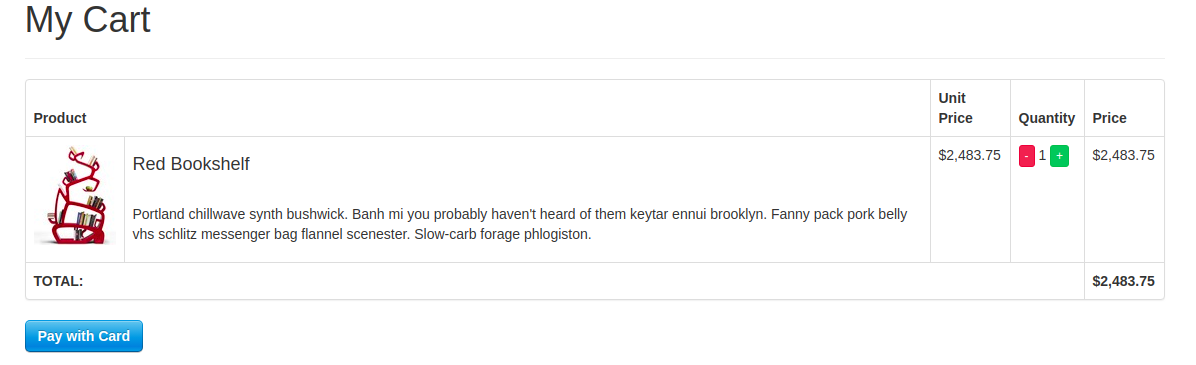 My Cart
Product
Unit
Price
Quantity
Price
Red Bookshelf
$2,483.75
- 1 +
$2,483.75
Portland chillwave synth bushwick. Banh mi you probably haven't heard of them keytar ennui brooklyn. Fanny pack pork belly
vhs schlitz messenger bag flannel scenester. Slow-carb forage phlogiston.
TOTAL:
$2,483.75
Pay with Card